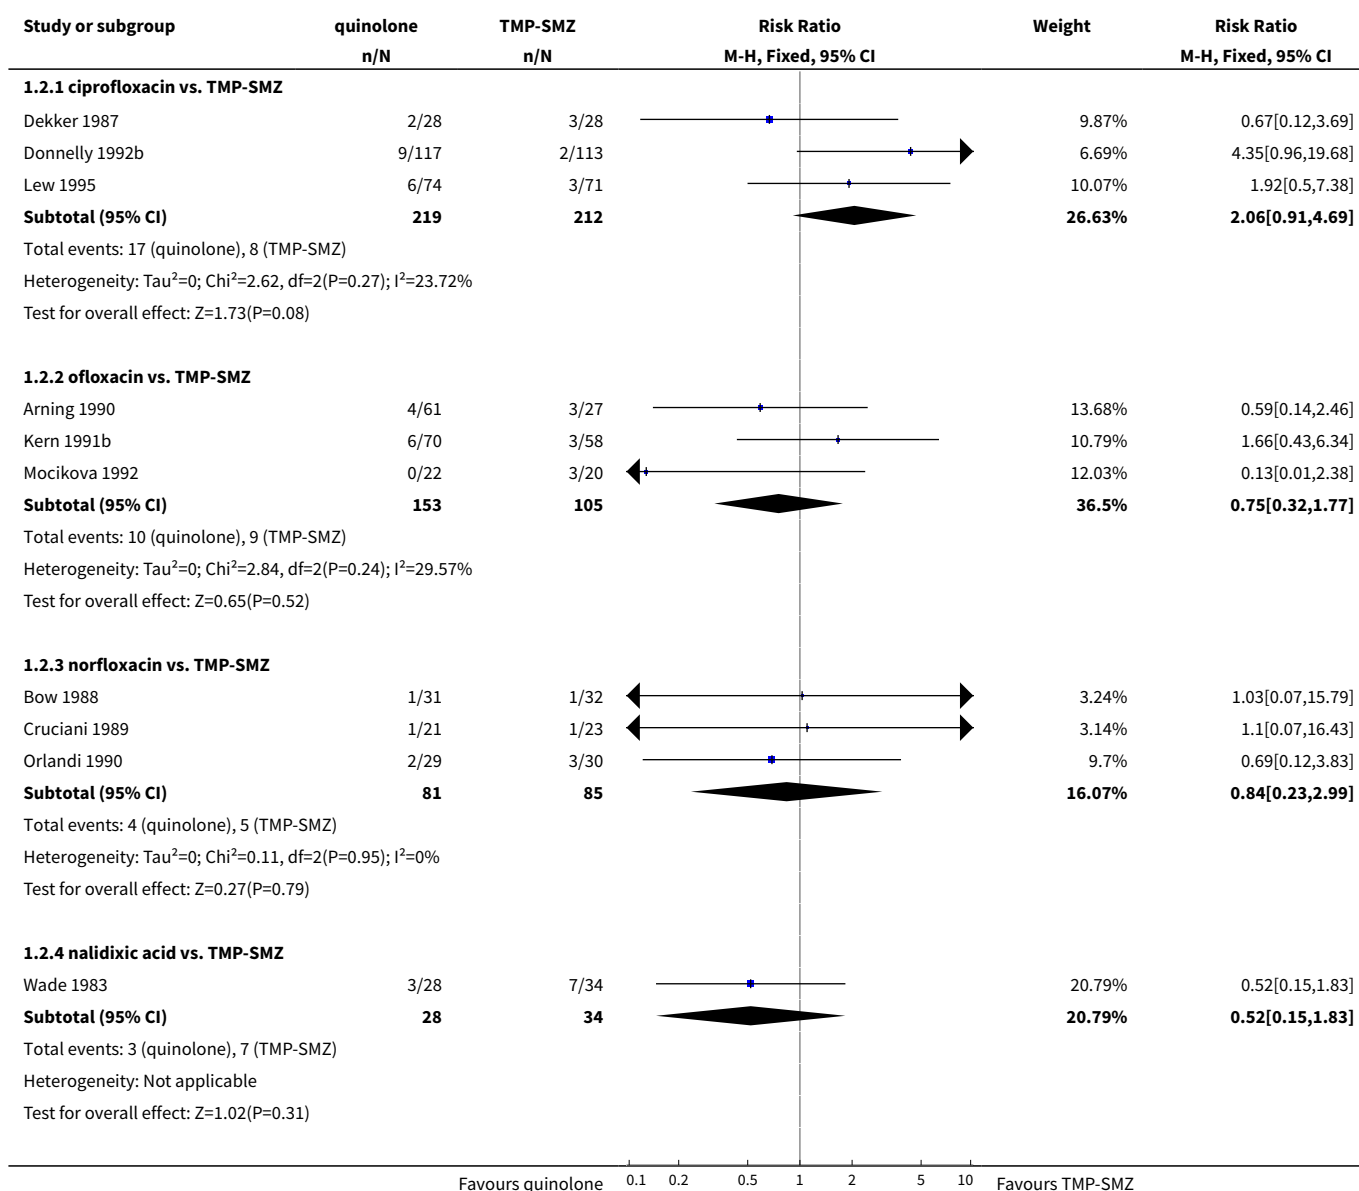 Study or subgroup quinolone TMP-SMZ Risk Ratio Weight Risk Ratio
n/N n/N M-H, Fixed, 95% CI M-H, Fixed, 95% CI
1.2.1 ciprofloxacin vs. TMP-SMZ
Dekker 1987 2/28 3/28 9.87% 0.67[0.12,3.69]
Donnelly 1992b 9/117 2/113 6.69% 4.35[0.96,19.68]
Lew 1995 6/74 3/71 10.07% 1.92[0.5,7.38]
Subtotal (95% CI) 219 212 26.63% 2.06[0.91,4.69]
Total events: 17 (quinolone), 8 (TMP-SMZ)
Heterogeneity: Tau²=0; Chi²=2.62, df=2(P=0.27); I²=23.72%
Test for overall effect: Z=1.73(P=0.08)
1.2.2 ofloxacin vs. TMP-SMZ
Arning 1990 4/61 3/27 13.68% 0.59[0.14,2.46]
Kern 1991b 6/70 3/58 10.79% 1.66[0.43,6.34]
Mocikova 1992 0/22 3/20 12.03% 0.13[0.01,2.38]
Subtotal (95% CI) 153 105 36.5% 0.75[0.32,1.77]
Total events: 10 (quinolone), 9 (TMP-SMZ)
Heterogeneity: Tau²=0; Chi²=2.84, df=2(P=0.24); I²=29.57%
Test for overall effect: Z=0.65(P=0.52)
1.2.3 norfloxacin vs. TMP-SMZ
Bow 1988 1/31 1/32 3.24% 1.03[0.07,15.79]
Cruciani 1989 1/21 1/23 3.14% 1.1[0.07,16.43]
Orlandi 1990 2/29 3/30 9.7% 0.69[0.12,3.83]
Subtotal (95% CI) 81 85 16.07% 0.84[0.23,2.99]
Total events: 4 (quinolone), 5 (TMP-SMZ)
Heterogeneity: Tau²=0; Chi²=0.11, df=2(P=0.95); I²=0%
Test for overall effect: Z=0.27(P=0.79)
1.2.4 nalidixic acid vs. TMP-SMZ
Wade 1983 3/28 7/34 20.79% 0.52[0.15,1.83]
Subtotal (95% CI) 28 34 20.79% 0.52[0.15,1.83]
Total events: 3 (quinolone), 7 (TMP-SMZ)
Heterogeneity: Not applicable
Test for overall effect: Z=1.02(P=0.31)
Favours quinolone 0.1 0.2 0.5 1 2 5 10 Favours TMP-SMZ